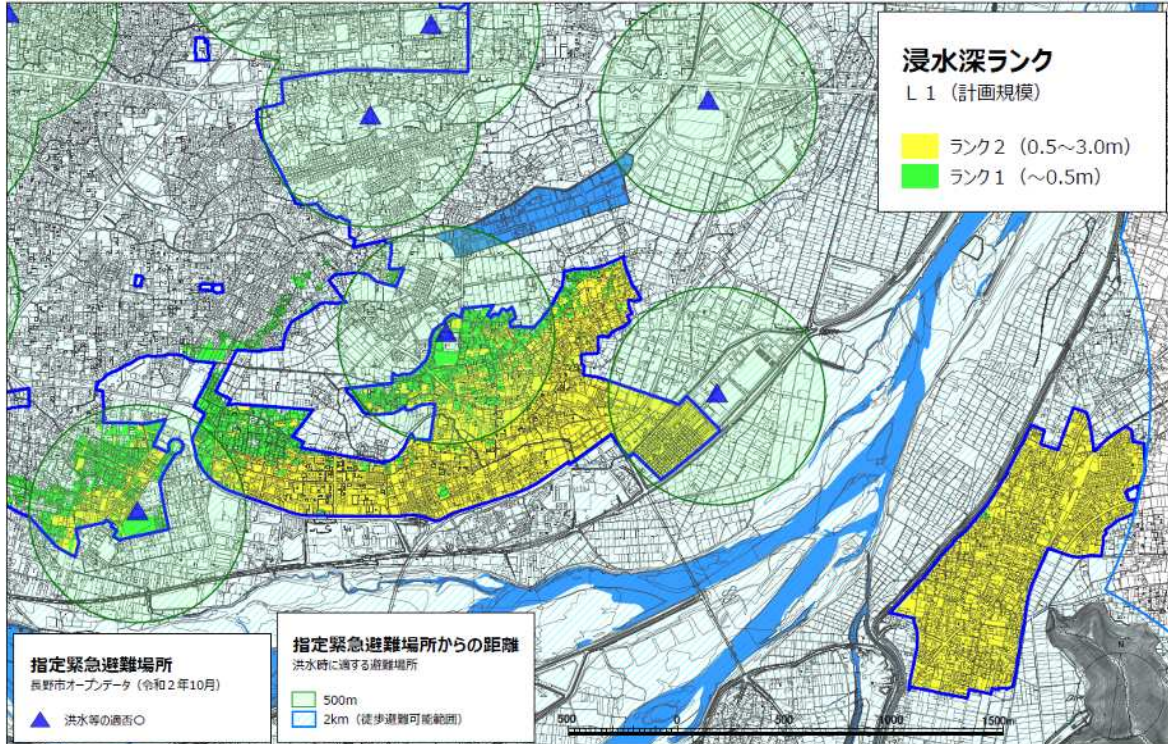 浸水深ランク
L 1（計画規模）
ランク2（0.5～3.0m）
ランク1（～0.5m）
指定緊急避難場所
長野市オープンデータ（令和2年10月）
洪水等の適否〇
指定緊急避難場所からの距離
洪水時に適する避難場所
500m
2km（徒歩避難可能範囲）
500 0 500 1000 1500m
N